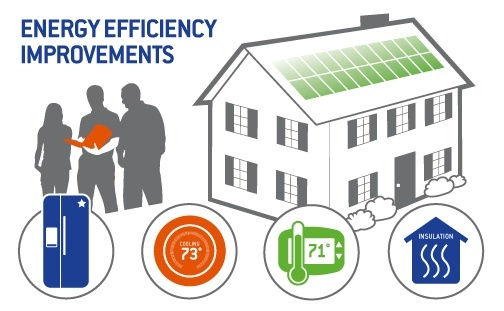 ENERGY EFFICIENCY
IMPROVEMENTS
COOLING
73°
71°
INSULATION